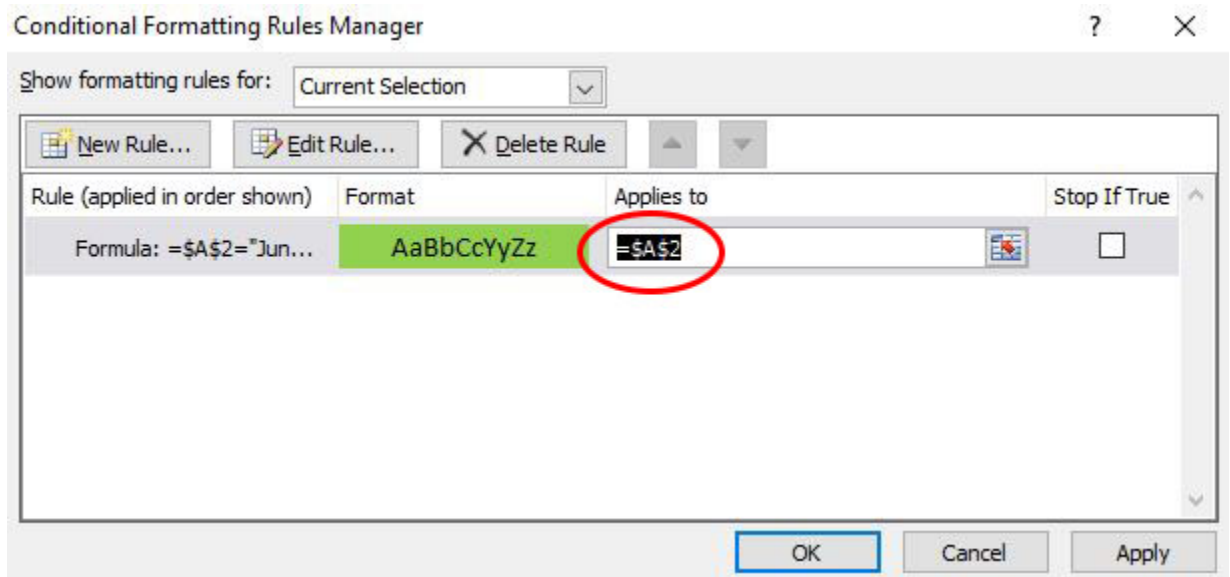 Conditional Formatting Rules Manager ?
Show formatting rules for: Current Selection
New Rule... Edit Rule... Delete Rule
Rule (applied in order shown) Format Applies to Stop If True
Formula: =$A$2="Jun... AaBbCcYyZz =$A$2
OK Cancel Apply